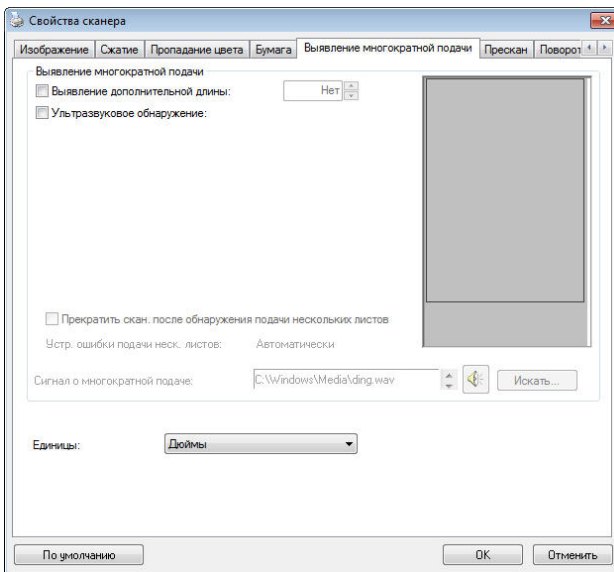 Свойства сканера
Изображение Сжатие Пропадание цвета Бумага Выявление многократной подачи Прескан Поворот
Выявление многократной подачи
Выявление дополнительной длины: Нет
Ультразвуковое обнаружение:
Прекратить скан. после обнаружения подачи нескольких листов
Устр. ошибки подачи неск. листов: Автоматически
Сигнал о многократной подаче: C:\Windows\Media\ding.wav Искать...
Единицы: Дюймы
По умолчанию OK Отменить